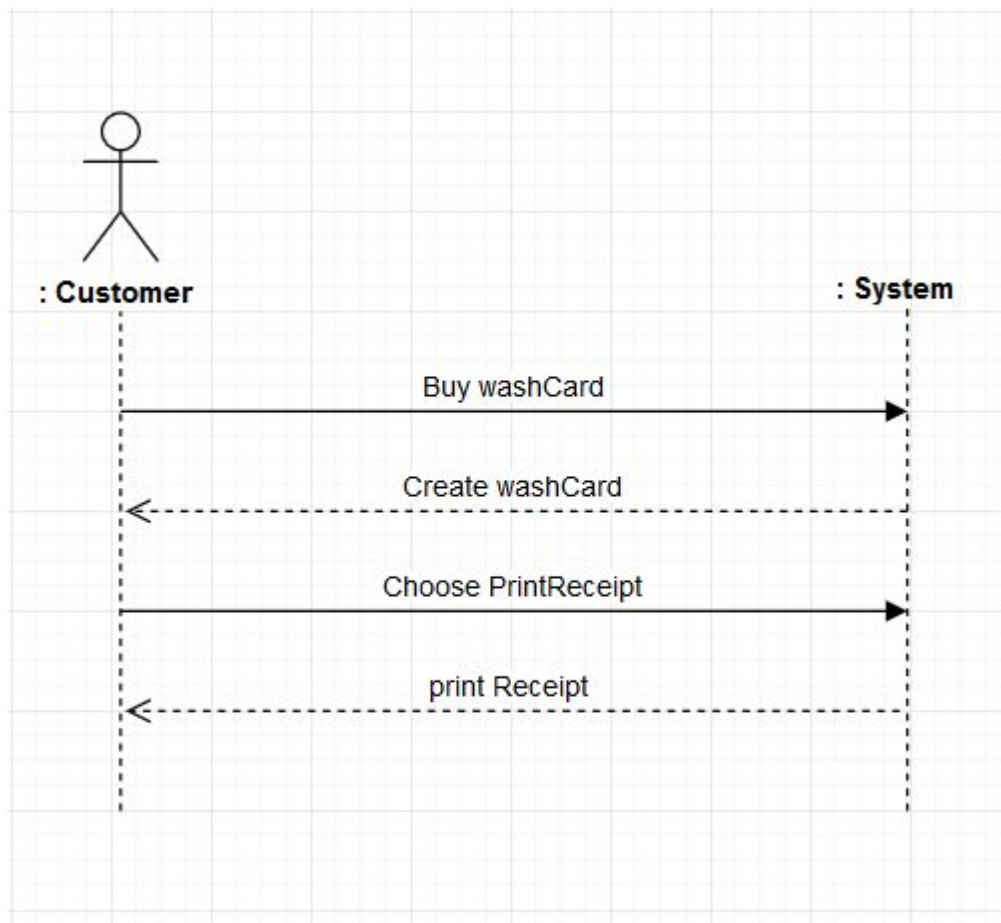 : Customer
: System
Buy washCard
Create washCard
Choose PrintReceipt
print Receipt